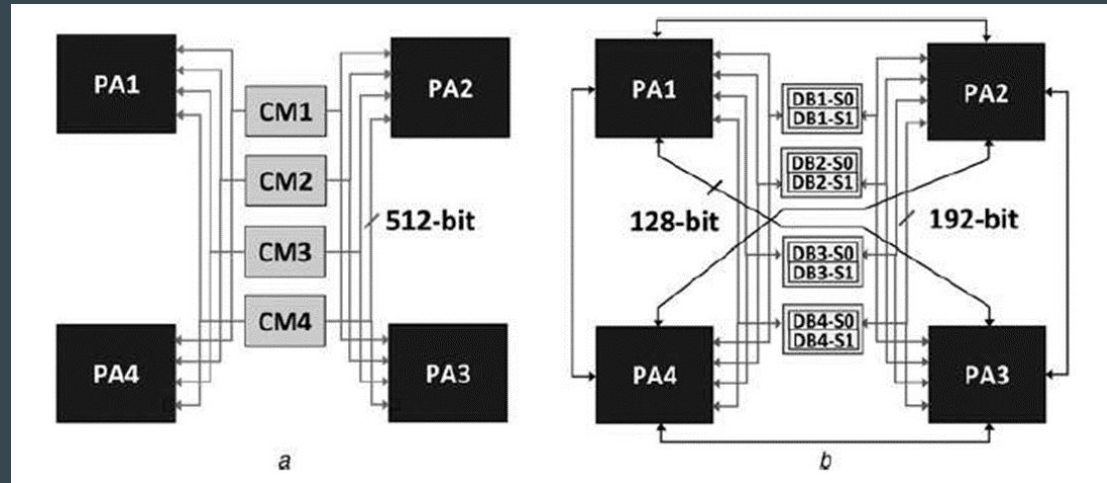 PA1
PA2
CM1
CM2
CM3
CM4
512-bit
PA4
PA3
a
PA1
PA2
DB1-S0
DB1-S1
DB2-S0
DB2-S1
128-bit
192-bit
DB3-S0
DB3-S1
DB4-S0
DB4-S1
PA4
PA3
b